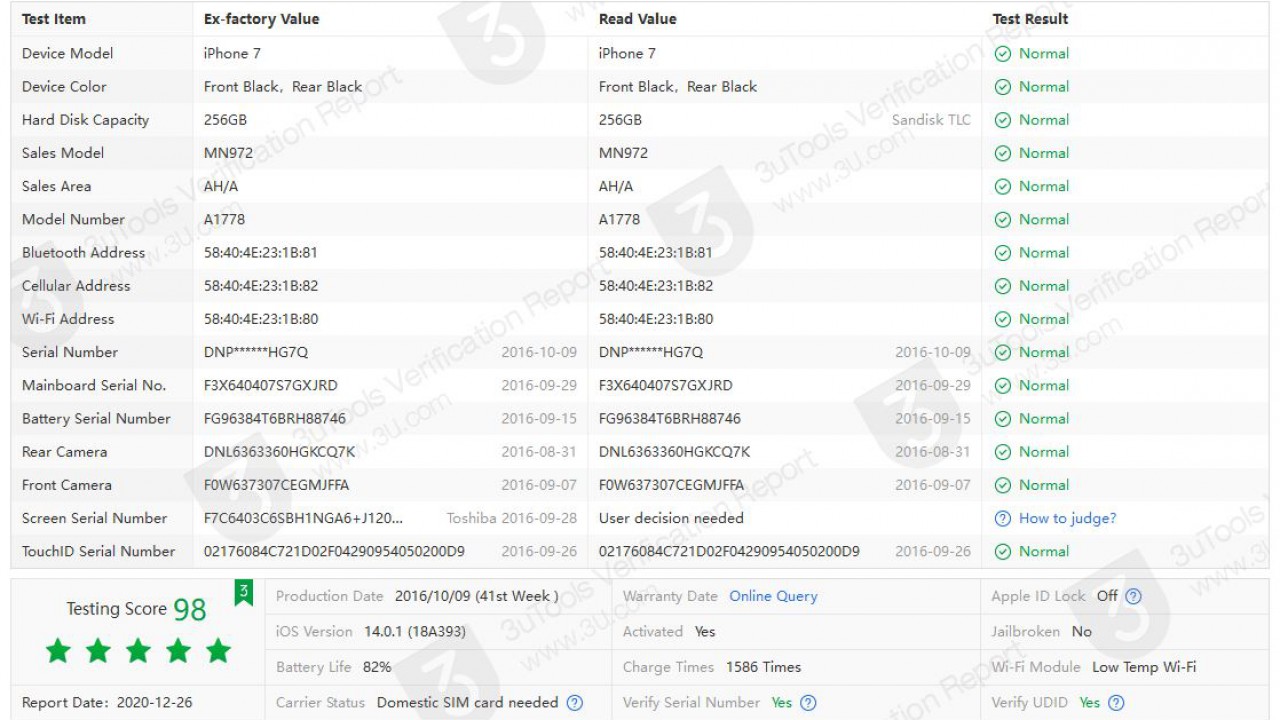 Test Item Ex-factory Value Read Value Test Result
Device Model iPhone 7 iPhone 7 Normal
Device Color Front Black, Rear Black Front Black, Rear Black Normal
Hard Disk Capacity 256GB 256GB Sandisk TLC Normal
Sales Model MN972 MN972 Normal
Sales Area AH/A AH/A Normal
Model Number A1778 A1778 Normal
Bluetooth Address 58:40:4E:23:1B:81 58:40:4E:23:1B:81 Normal
Cellular Address 58:40:4E:23:1B:82 58:40:4E:23:1B:82 Normal
Wi-Fi Address 58:40:4E:23:1B:80 58:40:4E:23:1B:80 Normal
Serial Number DNP******HG7Q 2016-10-09 DNP******HG7Q 2016-10-09 Normal
Mainboard Serial No. F3X640407S7GXJRD 2016-09-29 F3X640407S7GXJRD 2016-09-29 Normal
Battery Serial Number FG96384T6BRH88746 2016-09-15 FG96384T6BRH88746 2016-09-15 Normal
Rear Camera DNL6363360HGKCQ7K 2016-08-31 DNL6363360HGKCQ7K 2016-08-31 Normal
Front Camera F0W637307CEGMJFFA 2016-09-07 F0W637307CEGMJFFA 2016-09-07 Normal
Screen Serial Number F7C6403C6SBH1NGA6+J120... Toshiba 2016-09-28 User decision needed How to judge?
TouchID Serial Number 02176084C721D02F04290954050200D9 2016-09-26 02176084C721D02F04290954050200D9 2016-09-26 Normal
Testing Score 98 3 Production Date 2016/10/09 (41st Week ) Warranty Date Online Query Apple ID Lock Off
iOS Version 14.0.1 (18A393) Activated Yes Jailbroken No
Battery Life 82% Charge Times 1586 Times Wi-Fi Module Low Temp Wi-Fi
Report Date: 2020-12-26 Carrier Status Domestic SIM card needed Verify Serial Number Yes Verify UDID Yes
3uTools Verification Report
www.3u.com